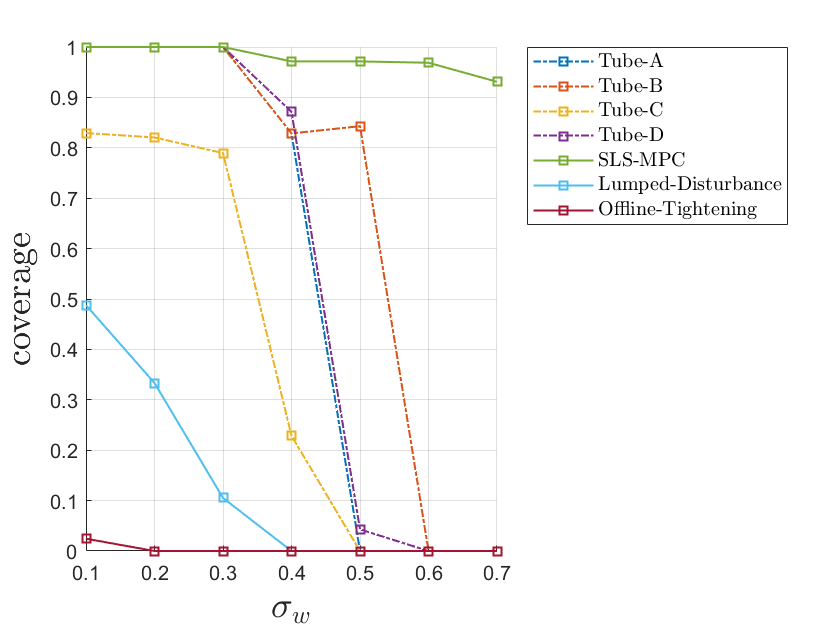 1
0.9
0.8
0.7
0.6
0.5
0.4
0.3
0.2
0.1
0
coverage
0.1 0.2 0.3 0.4 0.5 0.6 0.7
σw
Tube-A
Tube-B
Tube-C
Tube-D
SLS-MPC
Lumped-Disturbance
Offline-Tightening